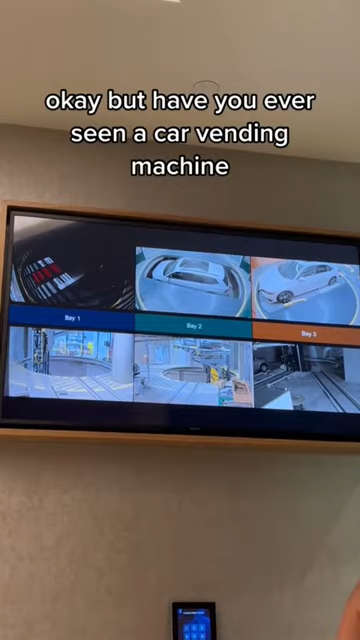 okay but have you ever
seen a car vending
machine
Bay 1
Bay 2
Bay 3